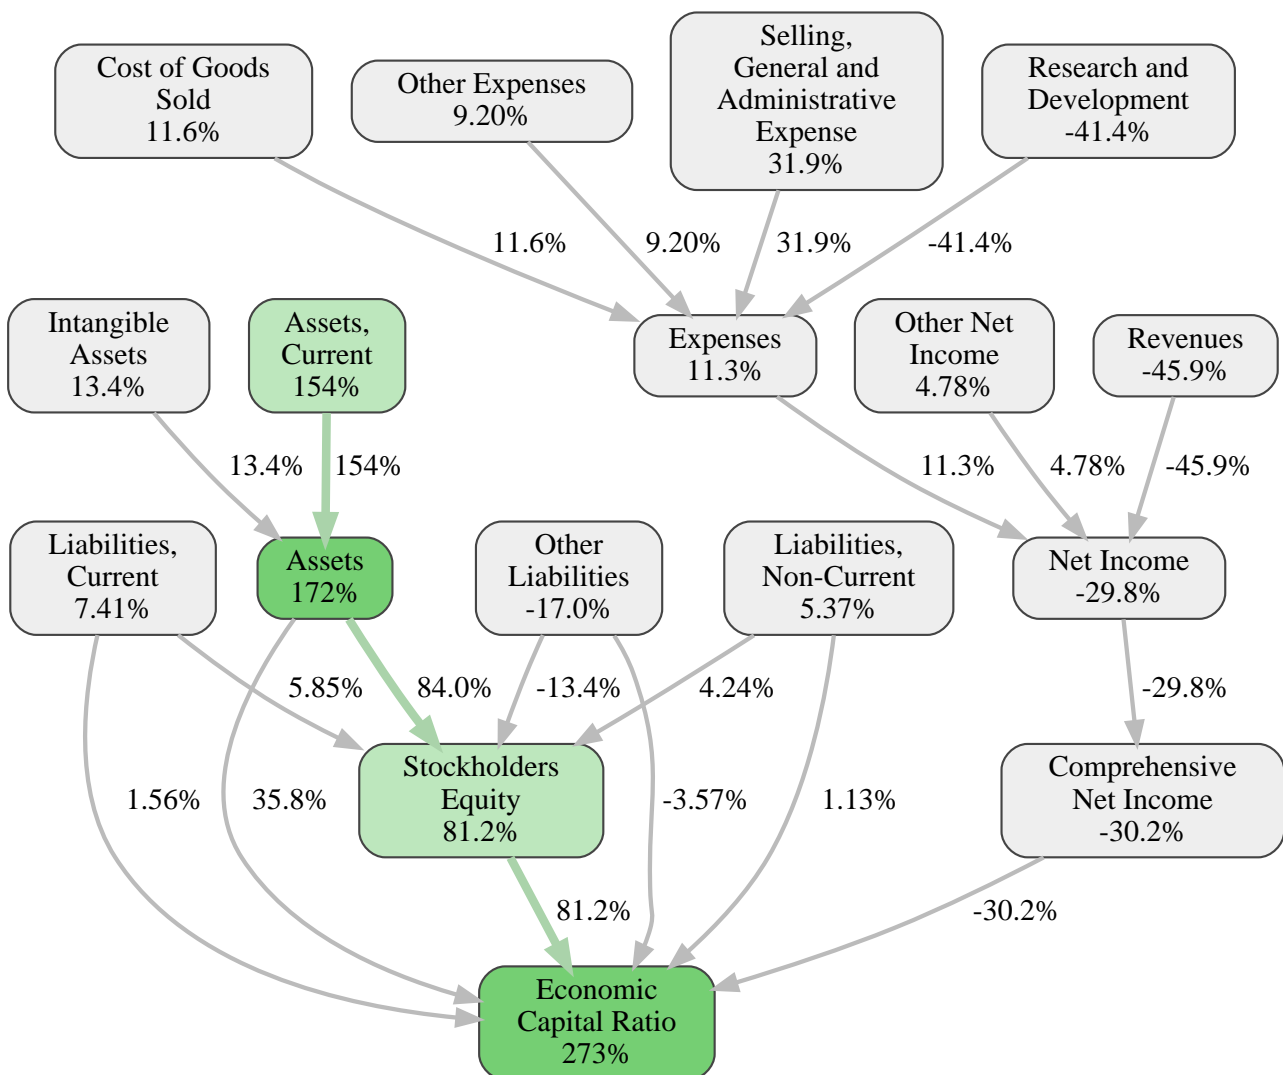 Cost of Goods
Sold
11.6%
Other Expenses
9.20%
Selling,
General and
Administrative
Expense
31.9%
Research and
Development
-41.4%
11.6%
9.20%
31.9%
-41.4%
Intangible
Assets
13.4%
Assets,
Current
154%
Expenses
11.3%
Other Net
Income
4.78%
Revenues
-45.9%
13.4%
154%
11.3%
4.78%
-45.9%
Liabilities,
Current
7.41%
Assets
172%
Other
Liabilities
-17.0%
Liabilities,
Non-Current
5.37%
Net Income
-29.8%
5.85%
84.0%
-13.4%
4.24%
-29.8%
Stockholders
Equity
81.2%
Comprehensive
Net Income
-30.2%
1.56%
35.8%
-3.57%
1.13%
81.2%
-30.2%
Economic
Capital Ratio
273%